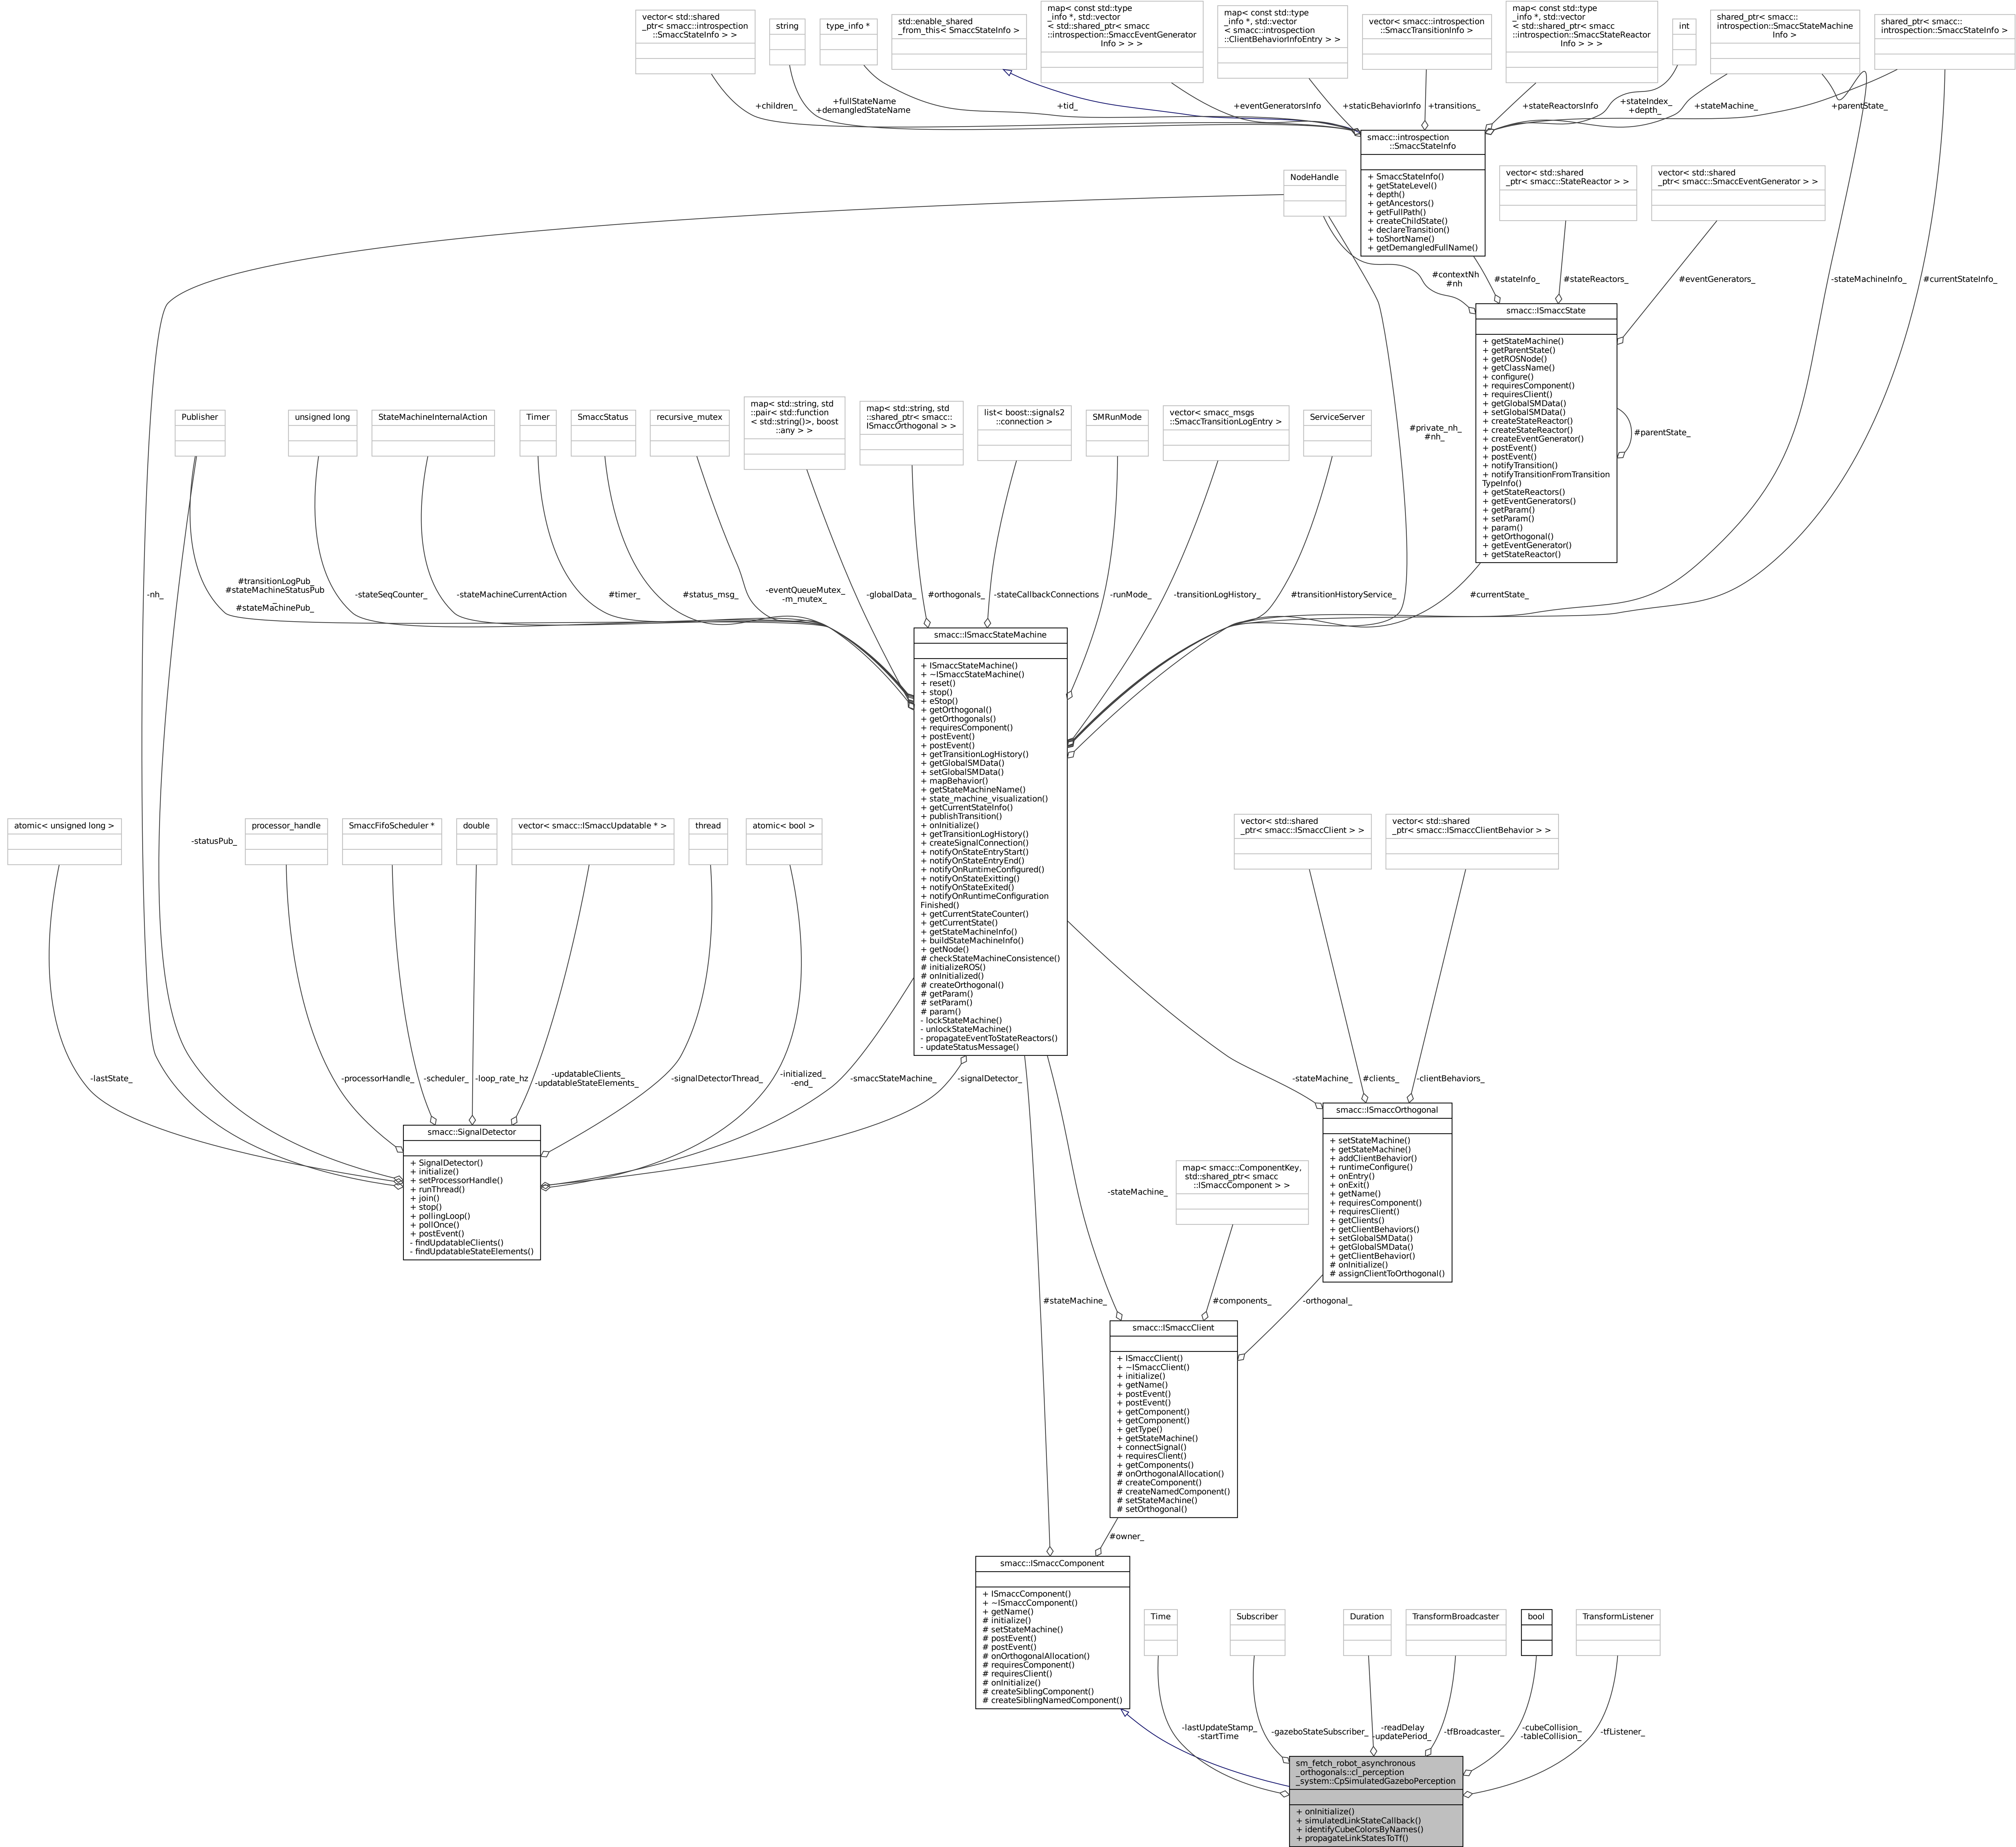 vector< std::shared
_ptr< smacc::introspection
::SmaccStateInfo > >
string
type_info *
std::enable_shared
_from_this< SmaccStateInfo >
map< const std::type
_info *, std::vector
< std::shared_ptr< smacc
::introspection::SmaccEventGenerator
Info > > >
map< const std::type
_info *, std::vector
< smacc::introspection
::ClientBehaviorInfoEntry > >
vector< smacc::introspection
::SmaccTransitionInfo >
map< const std::type
_info *, std::vector
< std::shared_ptr< smacc
::introspection::SmaccStateReactor
Info > > >
int
shared_ptr< smacc::
introspection::SmaccStateMachine
Info >
shared_ptr< smacc::
introspection::SmaccStateInfo >
+children_
+fullStateName
+demangledStateName
+tid_
+eventGeneratorsInfo
+staticBehaviorInfo
+transitions_
+stateReactorsInfo
+stateIndex_
+depth_
+stateMachine_
+parentState_
smacc::introspection
::SmaccStateInfo
+ SmaccStateInfo()
+ getStateLevel()
+ depth()
+ getAncestors()
+ getFullPath()
+ createChildState()
+ declareTransition()
+ toShortName()
+ getDemangledFullName()
NodeHandle
vector< std::shared
_ptr< smacc::StateReactor > >
vector< std::shared
_ptr< smacc::SmaccEventGenerator > >
#contextNh
#nh
#stateInfo_
#stateReactors_
#eventGenerators_
-stateMachineInfo_
#currentStateInfo_
smacc::ISmaccState
+ getStateMachine()
+ getParentState()
+ getROSNode()
+ getClassName()
+ configure()
+ requiresComponent()
+ requiresClient()
+ getGlobalSMData()
+ setGlobalSMData()
+ createStateReactor()
+ createStateReactor()
+ createEventGenerator()
+ postEvent()
+ postEvent()
+ notifyTransition()
+ notifyTransitionFromTransition
TypeInfo()
+ getStateReactors()
+ getEventGenerators()
+ getParam()
+ setParam()
+ param()
+ getOrthogonal()
+ getEventGenerator()
+ getStateReactor()
#parentState_
Publisher
unsigned long
StateMachineInternalAction
Timer
SmaccStatus
recursive_mutex
map< std::string, std
::pair< std::function
< std::string()>, boost
::any > >
map< std::string, std
::shared_ptr< smacc::
ISmaccOrthogonal > >
list< boost::signals2
::connection >
SMRunMode
vector< smacc_msgs
::SmaccTransitionLogEntry >
ServiceServer
#private_nh_
#nh_
-nh_
#transitionLogPub_
#stateMachineStatusPub
_
#stateMachinePub_
-stateSeqCounter_
-stateMachineCurrentAction
#timer_
#status_msg_
-eventQueueMutex_
-m_mutex_
-globalData_
#orthogonals_
-stateCallbackConnections
-runMode_
-transitionLogHistory_
#transitionHistoryService_
#currentState_
smacc::ISmaccStateMachine
+ ISmaccStateMachine()
+ ~ISmaccStateMachine()
+ reset()
+ stop()
+ eStop()
+ getOrthogonal()
+ getOrthogonals()
+ requiresComponent()
+ postEvent()
+ postEvent()
+ getTransitionLogHistory()
+ getGlobalSMData()
+ setGlobalSMData()
+ mapBehavior()
+ getStateMachineName()
+ state_machine_visualization()
+ getCurrentStateInfo()
+ publishTransition()
+ onInitialize()
+ getTransitionLogHistory()
+ createSignalConnection()
+ notifyOnStateEntryStart()
+ notifyOnStateEntryEnd()
+ notifyOnRuntimeConfigured()
+ notifyOnStateExitting()
+ notifyOnStateExited()
+ notifyOnRuntimeConfiguration
Finished()
+ getCurrentStateCounter()
+ getCurrentState()
+ getStateMachineInfo()
+ buildStateMachineInfo()
+ getNode()
# checkStateMachineConsistence()
# initializeROS()
# onInitialized()
# createOrthogonal()
# getParam()
# setParam()
# param()
- lockStateMachine()
- unlockStateMachine()
- propagateEventToStateReactors()
- updateStatusMessage()
atomic< unsigned long >
-statusPub_
processor_handle
SmaccFifoScheduler *
double
vector< smacc::ISmaccUpdatable * >
thread
atomic< bool >
vector< std::shared
_ptr< smacc::ISmaccClient > >
vector< std::shared
_ptr< smacc::ISmaccClientBehavior > >
-lastState_
-processorHandle_
-scheduler_
-loop_rate_hz
-updatableClients_
-updatableStateElements_
-signalDetectorThread_
-initialized_
-end_
-smaccStateMachine_
-signalDetector_
-stateMachine_
#clients_
-clientBehaviors_
smacc::SignalDetector
+ SignalDetector()
+ initialize()
+ setProcessorHandle()
+ runThread()
+ join()
+ stop()
+ pollingLoop()
+ pollOnce()
+ postEvent()
- findUpdatableClients()
- findUpdatableStateElements()
smacc::ISmaccOrthogonal
+ setStateMachine()
+ getStateMachine()
+ addClientBehavior()
+ runtimeConfigure()
+ onEntry()
+ onExit()
+ getName()
+ requiresComponent()
+ requiresClient()
+ getClients()
+ getClientBehaviors()
+ setGlobalSMData()
+ getGlobalSMData()
+ getClientBehavior()
# onInitialize()
# assignClientToOrthogonal()
-stateMachine_
map< smacc::ComponentKey,
std::shared_ptr< smacc
::ISmaccComponent > >
#stateMachine_
#components_
-orthogonal_
smacc::ISmaccClient
+ ISmaccClient()
+ ~ISmaccClient()
+ initialize()
+ getName()
+ postEvent()
+ postEvent()
+ getComponent()
+ getComponent()
+ getType()
+ getStateMachine()
+ connectSignal()
+ requiresClient()
+ getComponents()
# onOrthogonalAllocation()
# createComponent()
# createNamedComponent()
# setStateMachine()
# setOrthogonal()
#owner_
smacc::ISmaccComponent
+ ISmaccComponent()
+ ~ISmaccComponent()
+ getName()
# initialize()
# setStateMachine()
# postEvent()
# postEvent()
# onOrthogonalAllocation()
# requiresComponent()
# requiresClient()
# onInitialize()
# createSiblingComponent()
# createSiblingNamedComponent()
Time
Subscriber
Duration
TransformBroadcaster
bool
TransformListener
-lastUpdateStamp_
-startTime
-gazeboStateSubscriber_
-readDelay
-updatePeriod_
-tfBroadcaster_
-cubeCollision_
-tableCollision_
-tfListener_
sm_fetch_robot_asynchronous
_orthogonals::cl_perception
_system::CpSimulatedGazeboPerception
+ onInitialize()
+ simulatedLinkStateCallback()
+ identifyCubeColorsByNames()
+ propagateLinkStatesToTf()